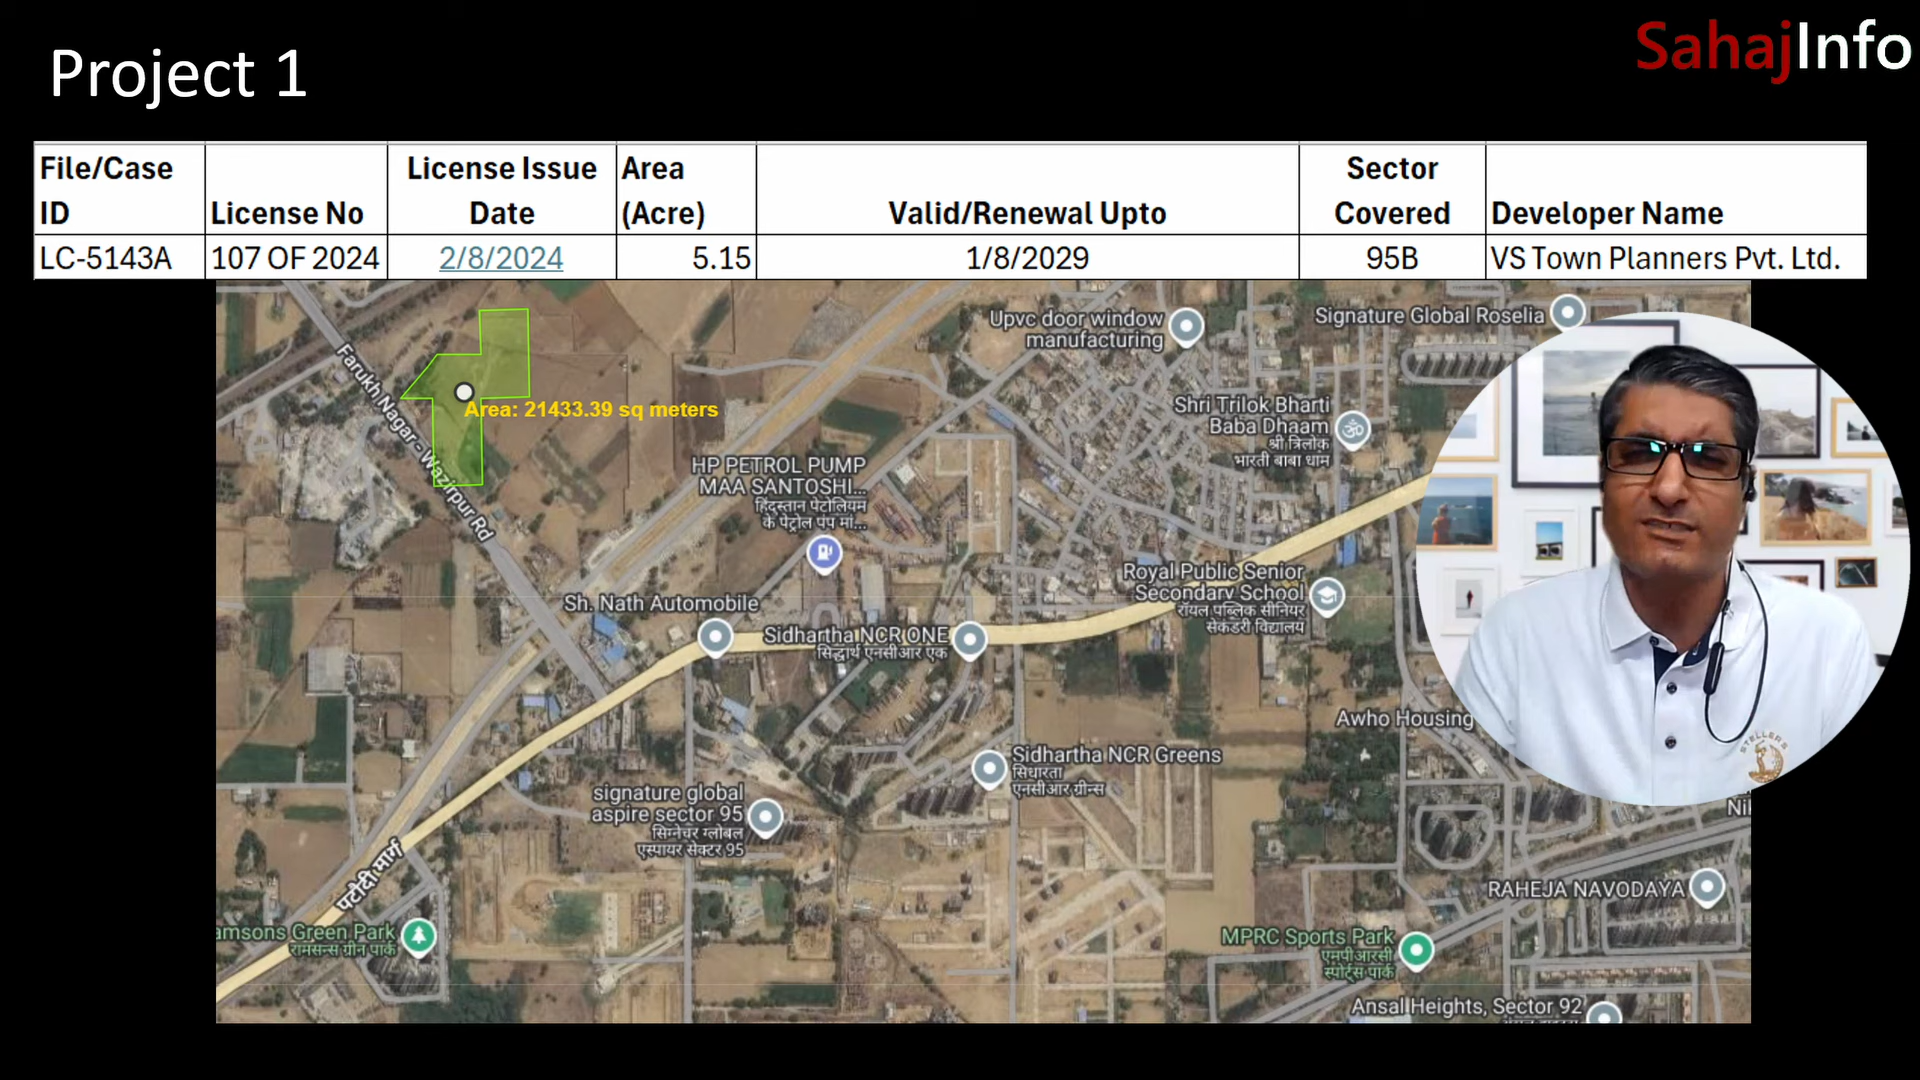 Project 1
SahajInfo
File/Case ID
License No
License Issue Date
Area (Acre)
Valid/Renewal Upto
Sector Covered
Developer Name
LC-5143A
107 OF 2024
2/8/2024
5.15
1/8/2029
95B
VS Town Planners Pvt. Ltd.
Upvc door window
manufacturing
Signature Global Roselia
Farukh Nagar - Wazirpur Rd
Area: 21433.39 sq meters
Shri Trilok Bharti
Baba Dhaam
श्री त्रिलोक
भारती बाबा धाम
HP PETROL PUMP
MAA SANTOSHI...
हिंदुस्तान पेट्रोलियम
के पेट्रोल पंप मां...
Royal Public Senior
Secondary School
रॉयल पब्लिक सीनियर
सेकेंडरी विद्यालय
Sh. Nath Automobile
Sidhartha NCR ONE
सिद्धार्थ एनसीआर एक
Awho Housing
Sidhartha NCR Greens
सिधारता
एनसीआर ग्रीन्स
signature global
aspire sector 95
सिग्नेचर ग्लोबल
एस्पायर सेक्टर 95
STELLERS
पटौदी मार्ग
RAHEJA NAVODAYA
amsons Green Park
रामसन्स ग्रीन पार्क
MPRC Sports Park
एमपीआरसी
स्पोर्ट्स पार्क
Ansal Heights, Sector 92